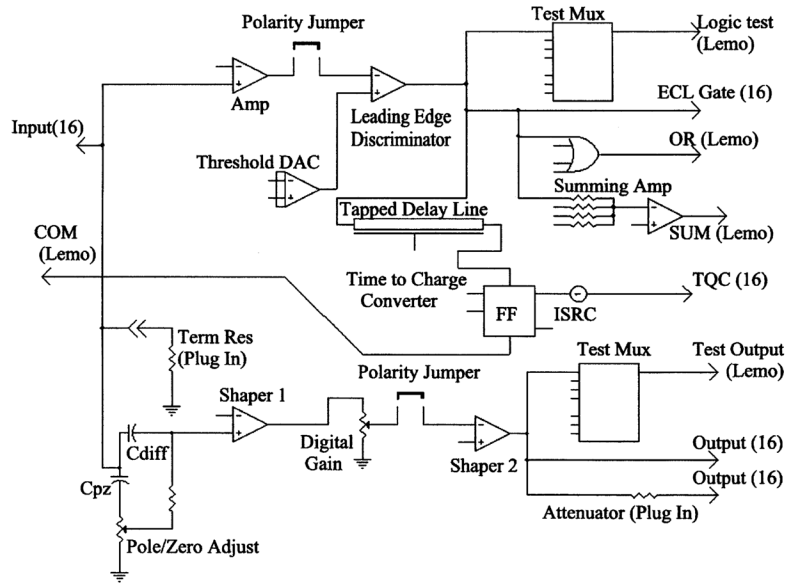 Polarity Jumper
Test Mux
Logic test
(Lemo)
Amp
Leading Edge
Discriminator
ECL Gate (16)
Input(16)
OR (Lemo)
Threshold DAC
Summing Amp
Tapped Delay Line
SUM (Lemo)
COM
(Lemo)
Time to Charge
Converter
FF
ISRC
TQC (16)
Term Res
(Plug In)
Polarity Jumper
Test Mux
Test Output
(Lemo)
Shaper 1
Digital
Gain
Shaper 2
Cdiff
Cpz
Output (16)
Output (16)
Attenuator (Plug In)
Pole/Zero Adjust